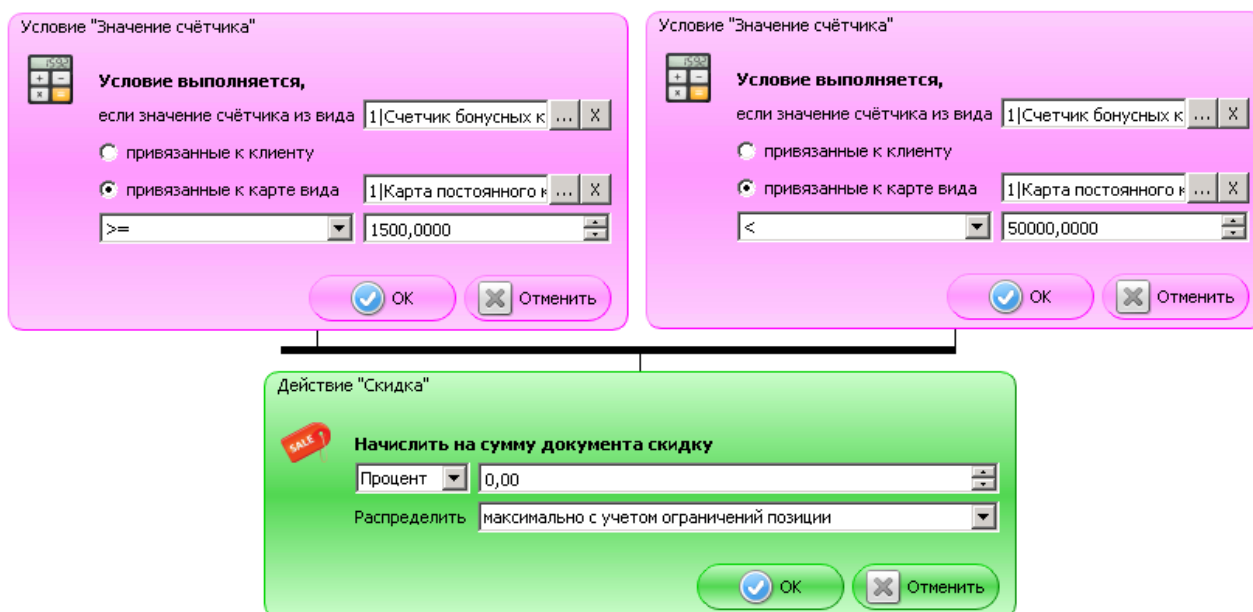 Условие "Значение счётчика"
1592
Условие выполняется,
если значение счётчика из вида 1|Счетчик бонусных к ... X
привязанные к клиенту
привязанные к карте вида 1|Карта постоянного к ... X
>= 1500,0000
OK Отменить
Условие "Значение счётчика"
1592
Условие выполняется,
если значение счётчика из вида 1|Счетчик бонусных к ... X
привязанные к клиенту
привязанные к карте вида 1|Карта постоянного к ... X
< 50000,0000
OK Отменить
Действие "Скидка"
SALE
Начислить на сумму документа скидку
Процент 0,00
Распределить максимально с учетом ограничений позиции
OK Отменить